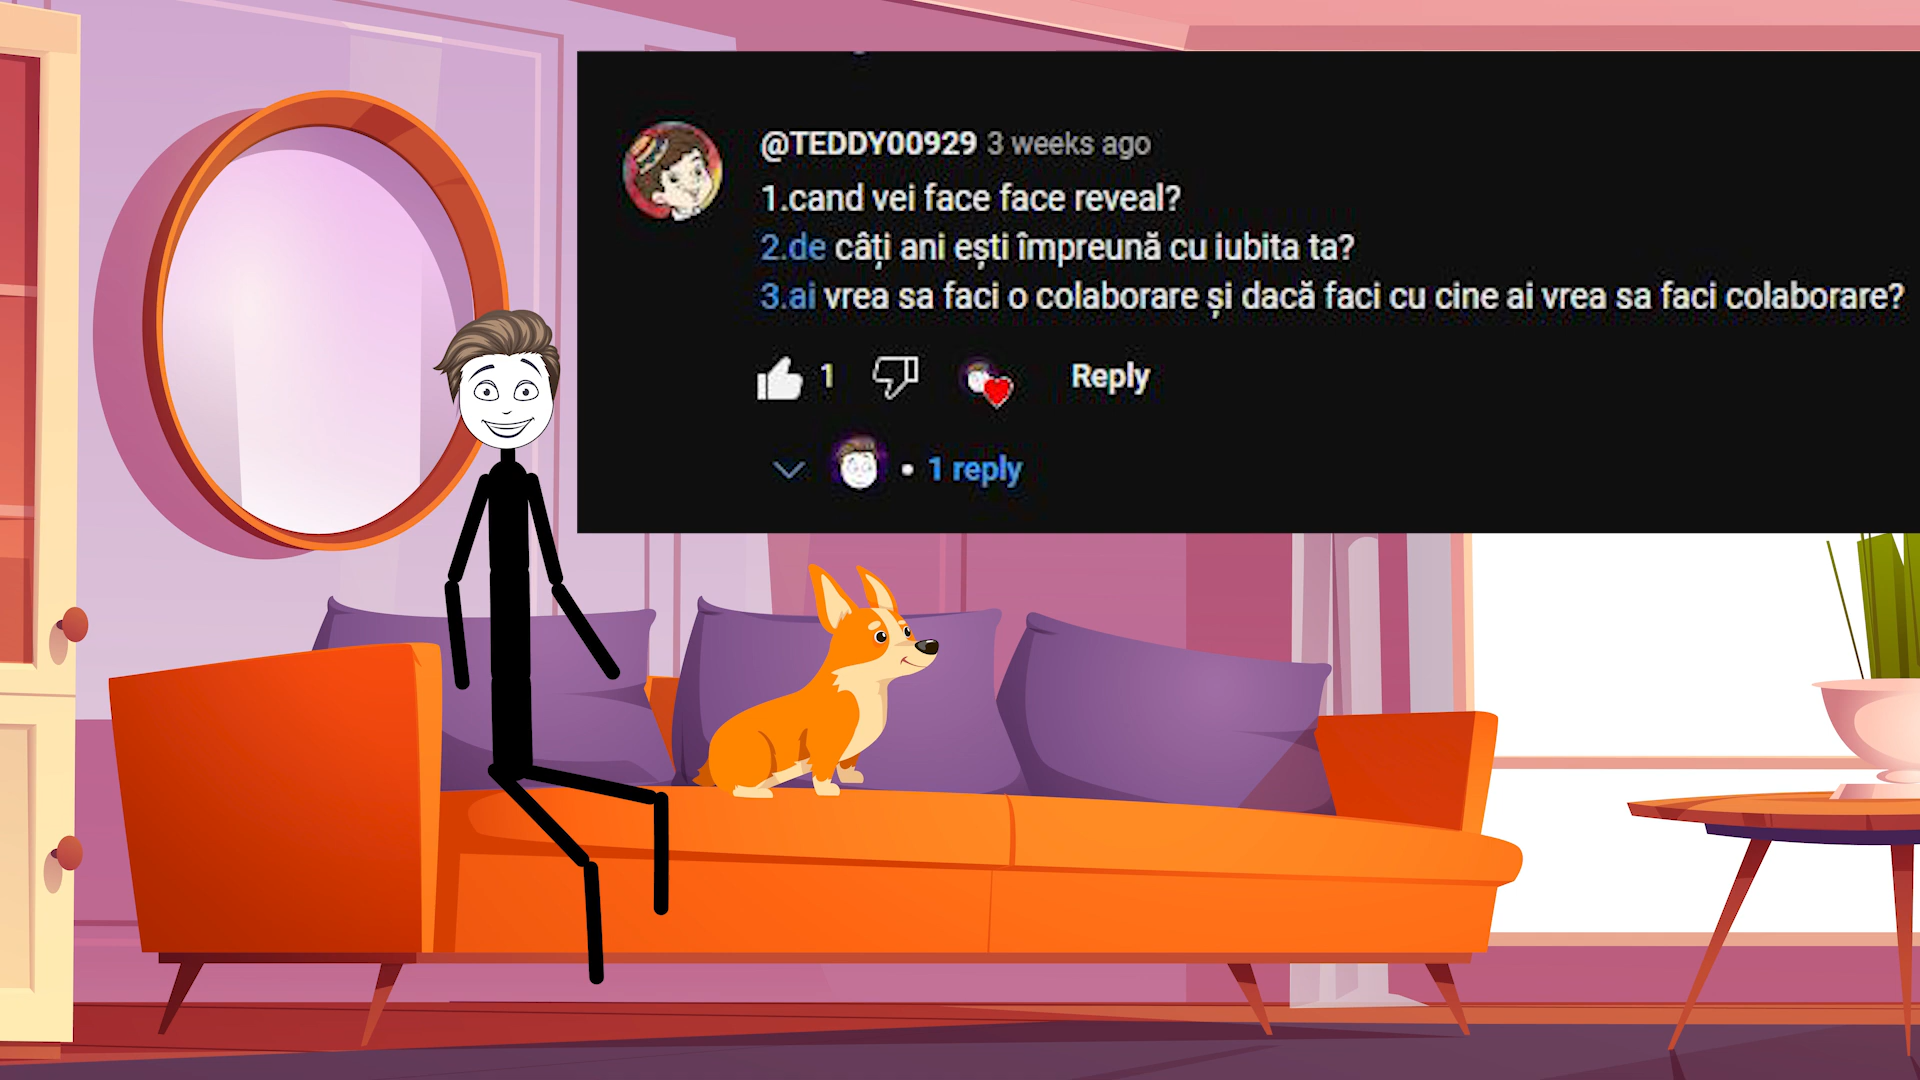 @TEDDY00929 3 weeks ago
1.cand vei face face reveal?
2.de câți ani ești împreună cu iubita ta?
3.ai vrea sa faci o colaborare și dacă faci cu cine ai vrea sa faci colaborare?
1 Reply
• 1 reply